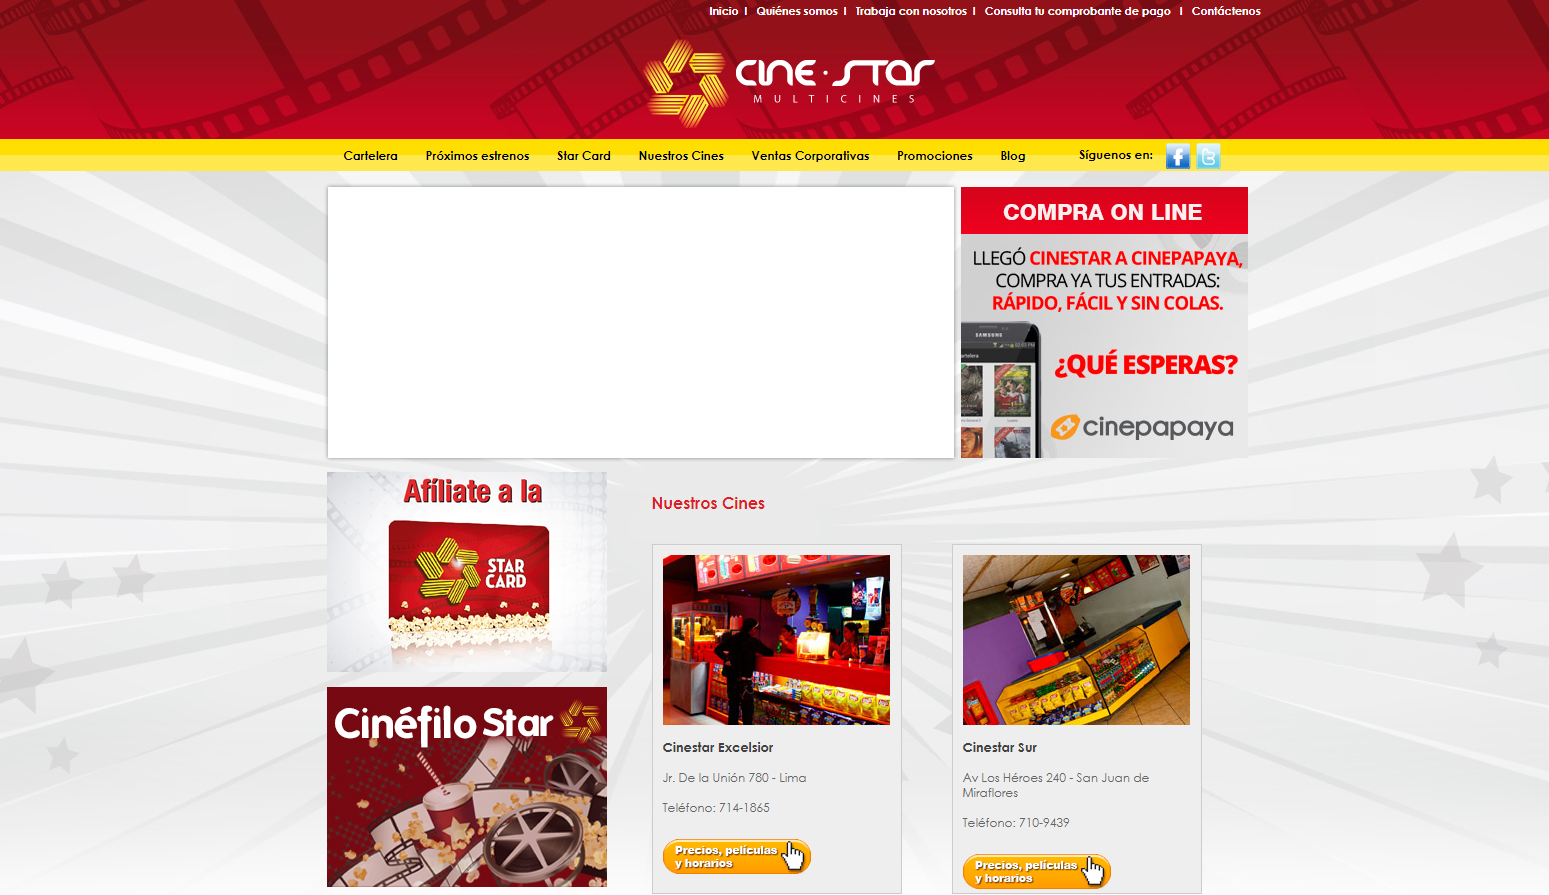 Inicio I Quiénes somos I Trabaja con nosotros I Consulta tu comprobante de pago I Contáctenos
CINE·STAR
MULTICINES
Cartelera Próximos estrenos Star Card Nuestros Cines Ventas Corporativas Promociones Blog Síguenos en:
COMPRA ON LINE
LLEGÓ CINESTAR A CINEPAPAYA,
COMPRA YA TUS ENTRADAS:
RÁPIDO, FÁCIL Y SIN COLAS.
SAMSUNG
¿QUÉ ESPERAS?
cinepapaya
Afíliate a la
STAR
CARD
Cinéfilo Star
Nuestros Cines
Cinestar Excelsior
Jr. De la Unión 780 - Lima
Teléfono: 714-1865
Precios, películas
y horarios
Cinestar Sur
Av Los Héroes 240 - San Juan de
Miraflores
Teléfono: 710-9439
Precios, películas
y horarios